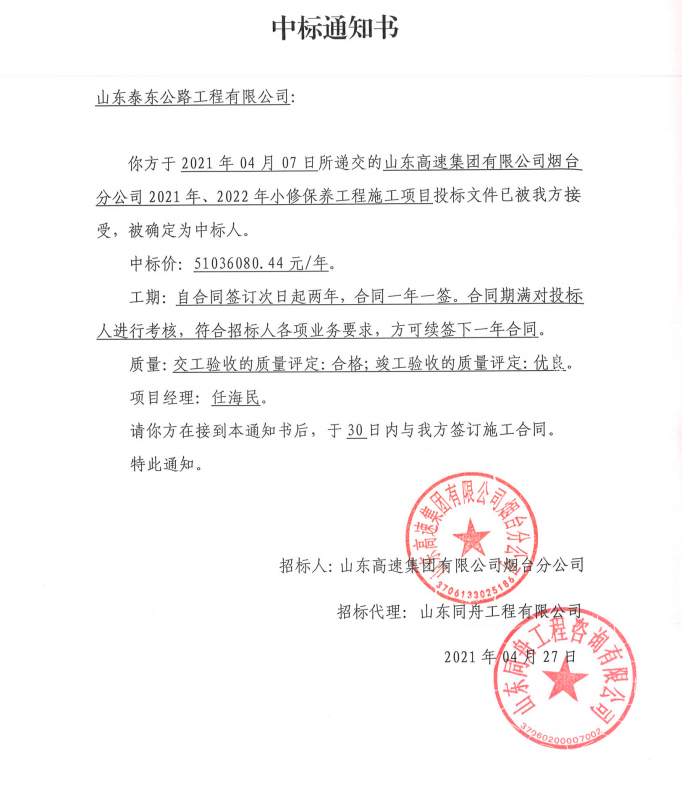 中标通知书
山东泰东公路工程有限公司:
你方于 2021 年 04 月 07 日所递交的山东高速集团有限公司烟台
分公司 2021 年、2022 年小修保养工程施工项目投标文件已被我方接
受，被确定为中标人。
中标价: 51036080.44 元/年。
工期: 自合同签订次日起两年，合同一年一签。合同期满对投标
人进行考核，符合招标人各项业务要求，方可续签下一年合同。
质量: 交工验收的质量评定: 合格; 竣工验收的质量评定: 优良。
项目经理: 任海民。
请你方在接到本通知书后，于 30 日内与我方签订施工合同。
特此通知。
山东高速集团有限公司烟台分公司
3706133025186
招标人: 山东高速集团有限公司烟台分公司
招标代理: 山东同舟工程有限公司
2021 年 04 月 27 日
山东同舟工程咨询有限公司
37060200007002